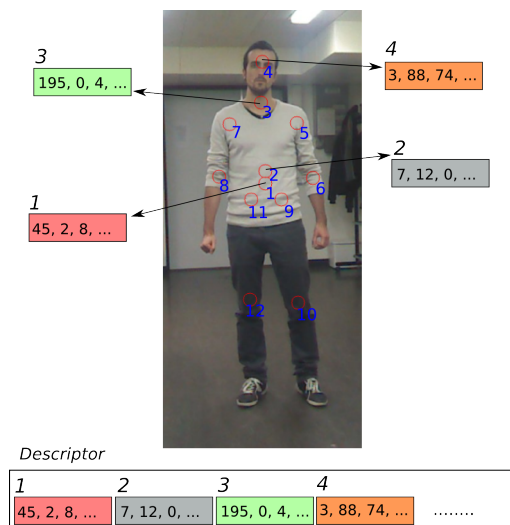 3
195, 0, 4, ...
4
3, 88, 74, ...
4
3
7
5
2
7, 12, 0, ...
2
8
6
1
1
45, 2, 8, ...
11
9
12
10
Descriptor
1 2 3 4
45, 2, 8, ... 7, 12, 0, ... 195, 0, 4, ... 3, 88, 74, ... ........